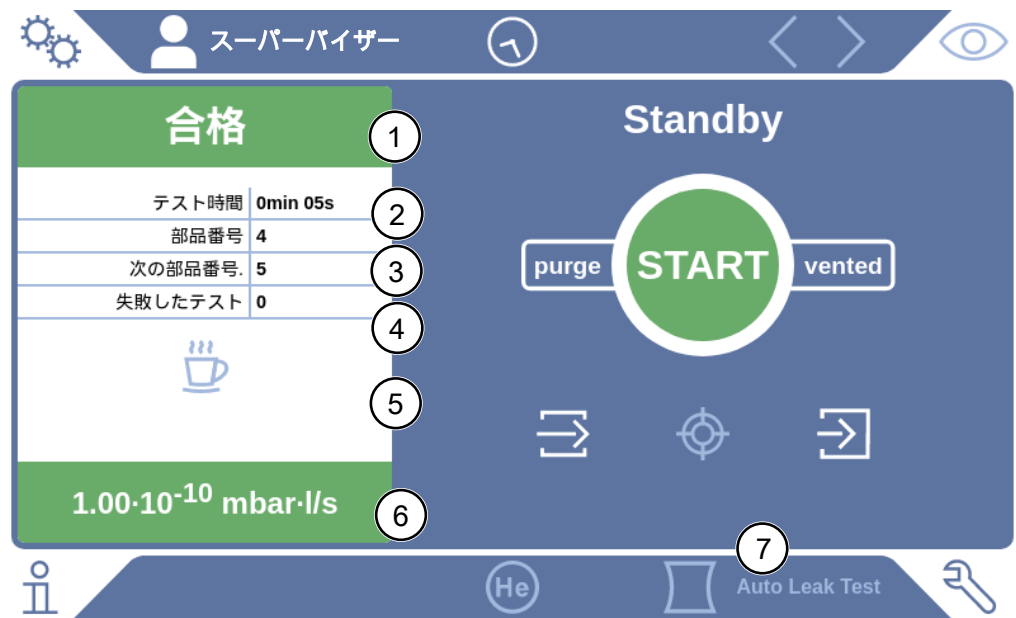 スーパーバイザー
合格
1
Standby
テスト時間 0min 05s
2
部品番号 4
次の部品番号. 5
3
失敗したテスト 0
4
purge START vented
5
1.00·10-10 mbar·l/s
6
7
He
Auto Leak Test